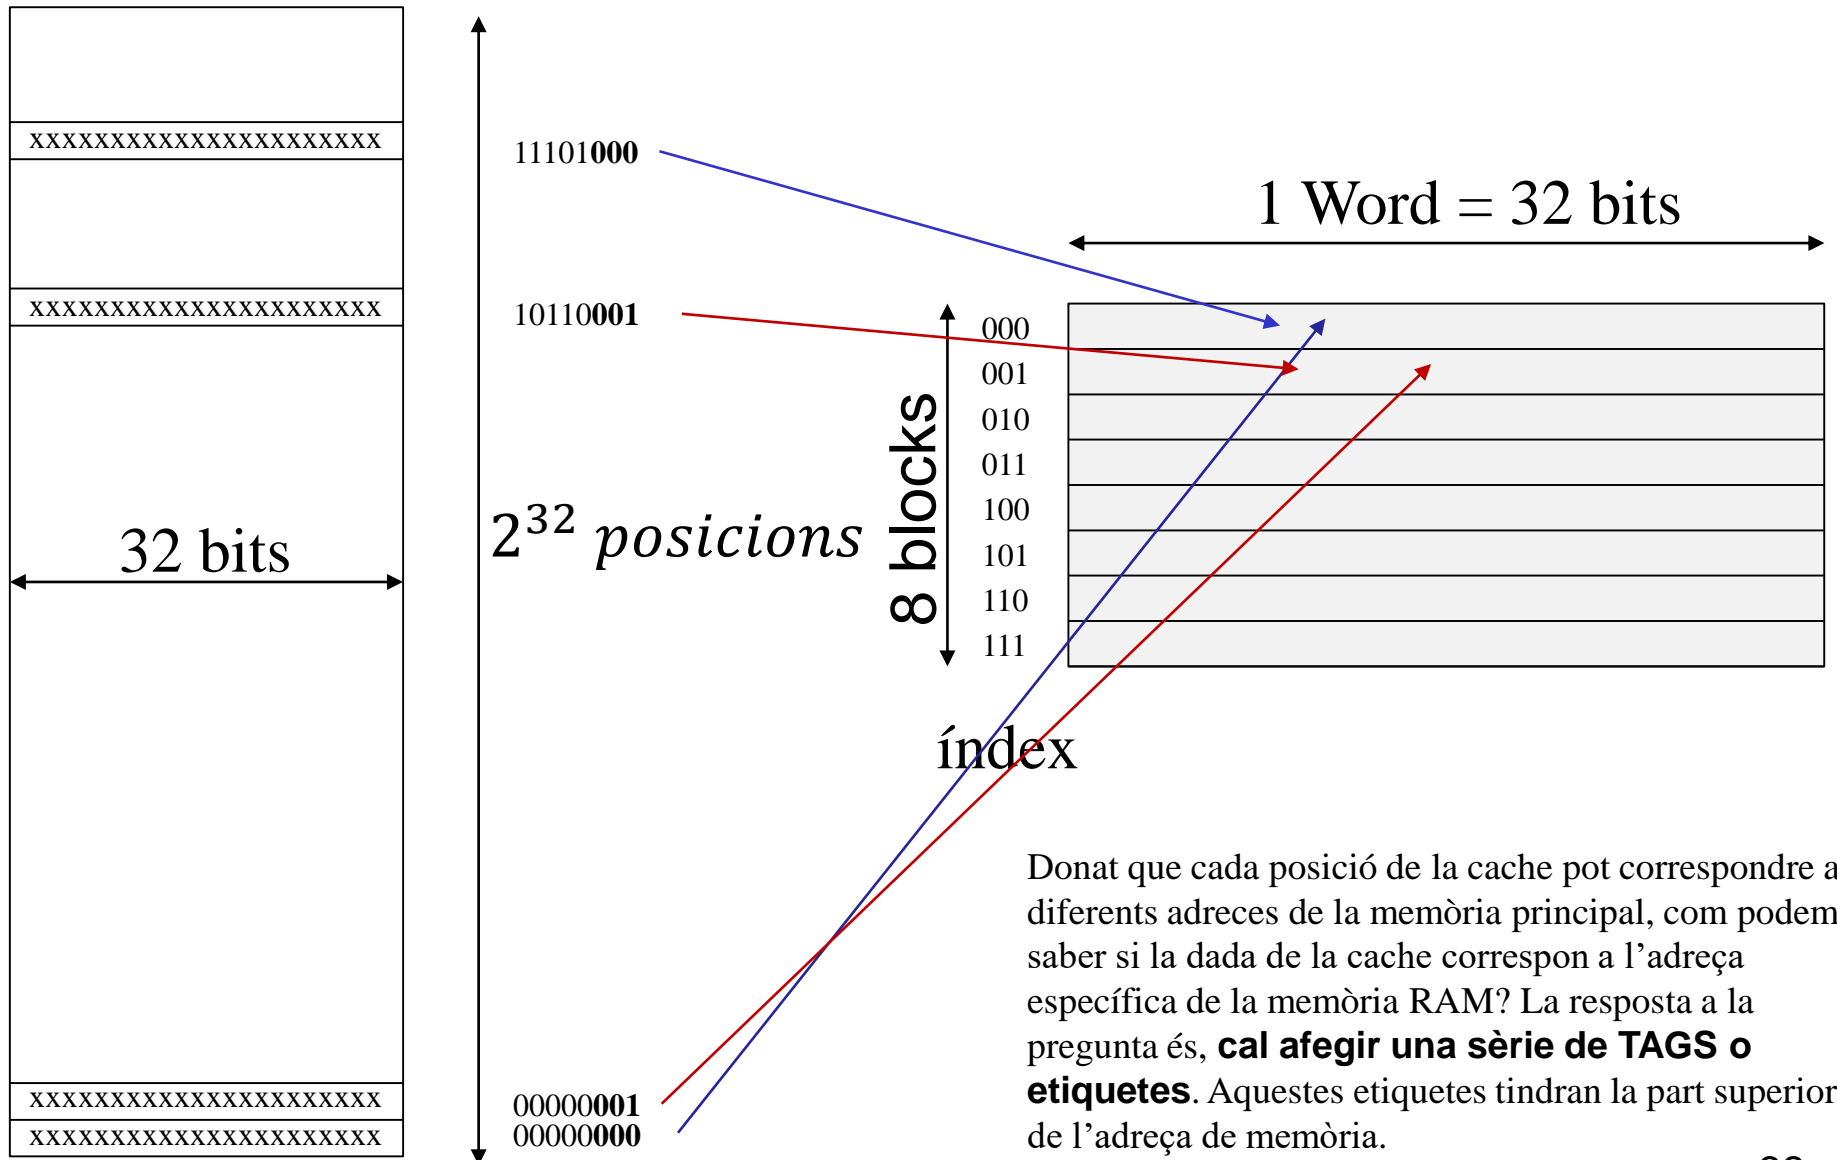 xxxxxxxxxxxxxxxxxxxxxx
11101000
1 Word = 32 bits
xxxxxxxxxxxxxxxxxxxxxx
10110001
000
001
010
011
100
101
110
111
8 blocks
32 bits
2^32 posicions
índex
Donat que cada posició de la cache pot correspondre a
diferents adreces de la memòria principal, com podem
saber si la dada de la cache correspon a l’adreça
específica de la memòria RAM? La resposta a la
pregunta és, cal afegir una sèrie de TAGS o
etiquetes. Aquestes etiquetes tindran la part superior
de l’adreça de memòria.
xxxxxxxxxxxxxxxxxxxxxx
00000001
xxxxxxxxxxxxxxxxxxxxxx
00000000